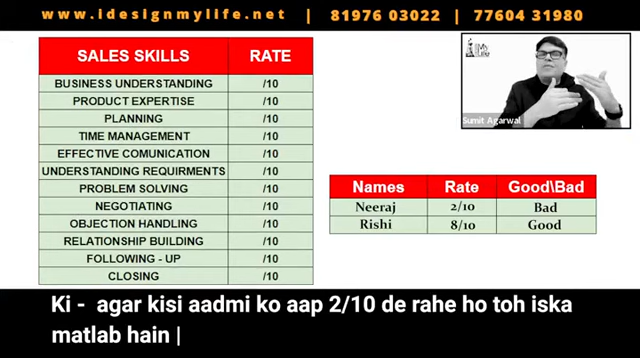 www.idesignmylife.net | 81976 03022 | 77604 31980
SALES SKILLS RATE
BUSINESS UNDERSTANDING /10
PRODUCT EXPERTISE /10
PLANNING /10
TIME MANAGEMENT /10
EFFECTIVE COMUNICATION /10
UNDERSTANDING REQUIRMENTS /10
PROBLEM SOLVING /10
NEGOTIATING /10
OBJECTION HANDLING /10
RELATIONSHIP BUILDING /10
FOLLOWING - UP /10
CLOSING /10
Sumit Agarwal
Names Rate Good\Bad
Neeraj 2/10 Bad
Rishi 8/10 Good
Ki - agar kisi aadmi ko aap 2/10 de rahe ho toh iska
matlab hain |